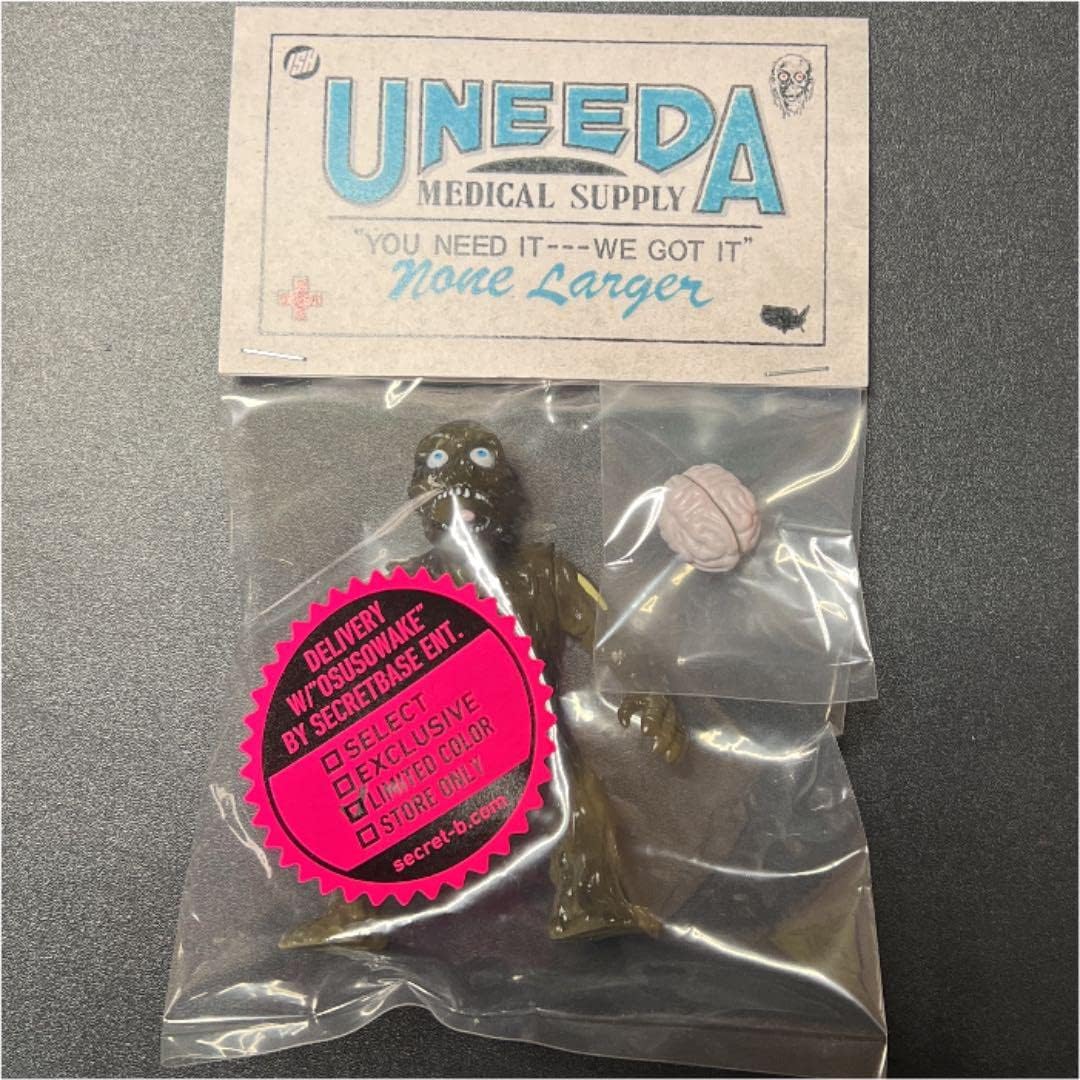 ISH
UNEEDA
MEDICAL SUPPLY
"YOU NEED IT---WE GOT IT"
None Larger
DELIVERY
W/"OSUSOWAKE"
BY SECRETBASE ENT.
SELECT
EXCLUSIVE
LIMITED COLOR
STORE ONLY
secret-b.com